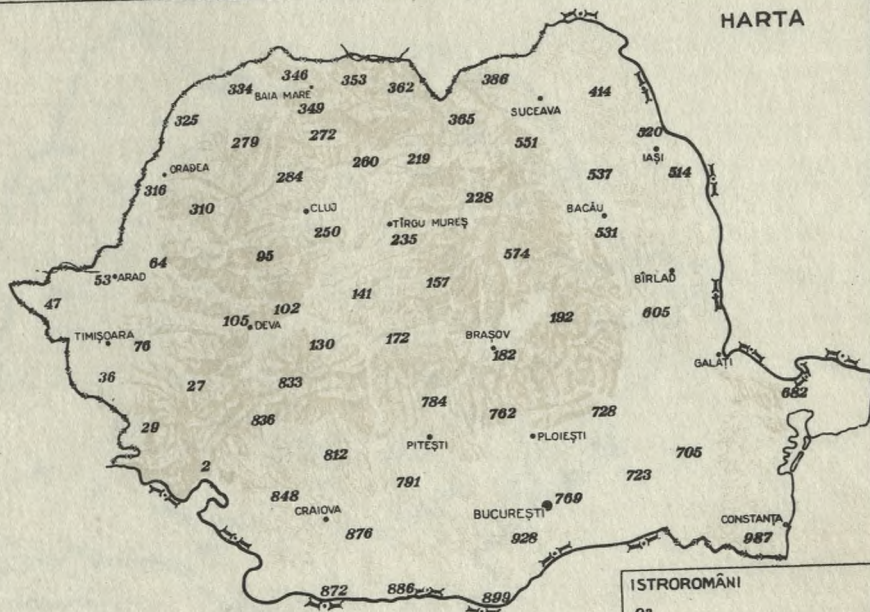 HARTA
346 353 362 386
334 BAIA MARE 414
349 SUCEAVA
325 365
279 272 551 520
IAȘI
ORADEA 260 219
316 284 537 514
310 CLUJ 228 BACĂU
250 TÎRGU MUREȘ 531
235
64 95 574
53 ARAD 157 BÎRLAD
47 141
102 192 605
105 DEVA
TIMIȘOARA 76 130 172 BRAȘOV
182 GALAȚI
36 27 833 682
784 762 728
29 836
PITEȘTI PLOIEȘTI
2 812 705
791 723
848 769
CRAIOVA BUCUREȘTI CONSTANȚA
876 928 987
872 886 899
ISTROROMÂNI